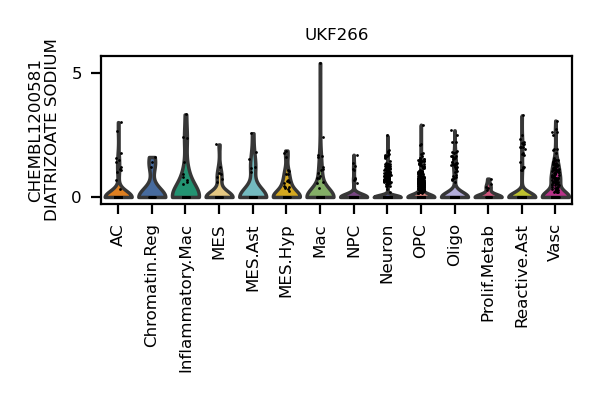 UKF266
CHEMBL1200581
DIATRIZOATE SODIUM
5
0
AC
Chromatin.Reg
Inflammatory.Mac
MES
MES.Ast
MES.Hyp
Mac
NPC
Neuron
OPC
Oligo
Prolif.Metab
Reactive.Ast
Vasc